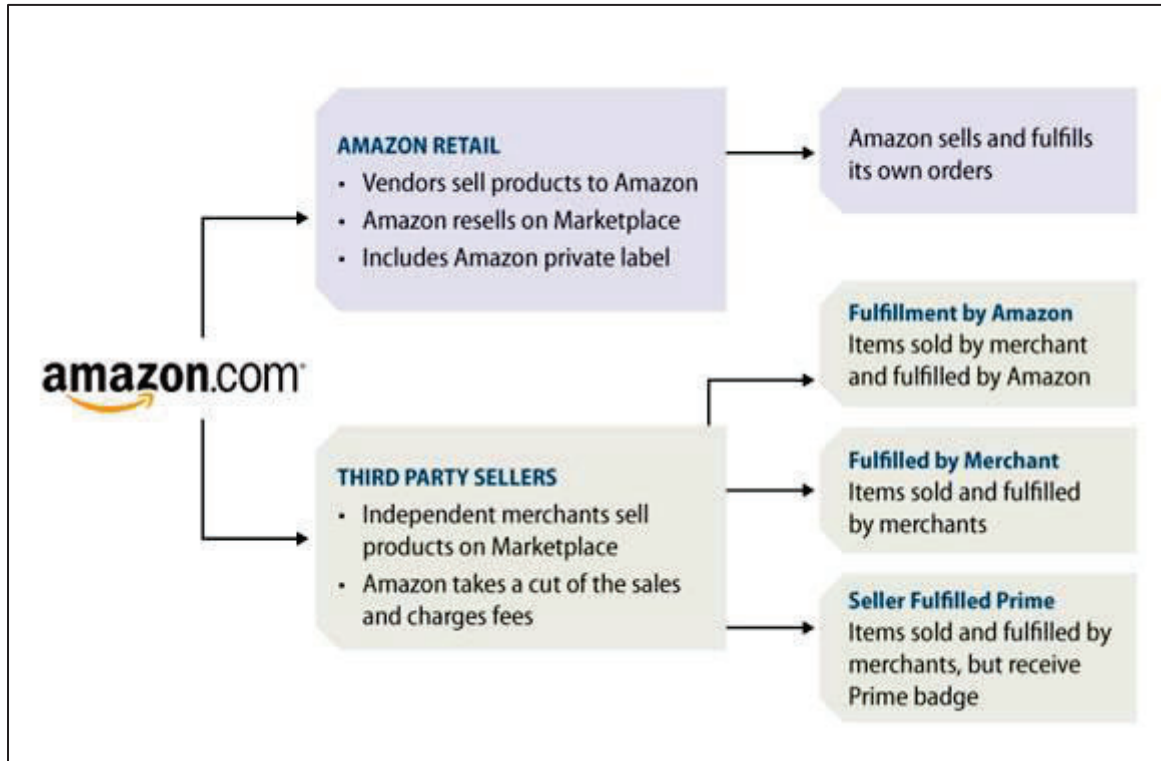 AMAZON RETAIL
• Vendors sell products to Amazon
• Amazon resells on Marketplace
• Includes Amazon private label
Amazon sells and fulfills
its own orders
amazon.com
Fulfillment by Amazon
Items sold by merchant
and fulfilled by Amazon
THIRD PARTY SELLERS
• Independent merchants sell
products on Marketplace
• Amazon takes a cut of the sales
and charges fees
Fulfilled by Merchant
Items sold and fulfilled
by merchants
Seller Fulfilled Prime
Items sold and fulfilled by
merchants, but receive
Prime badge